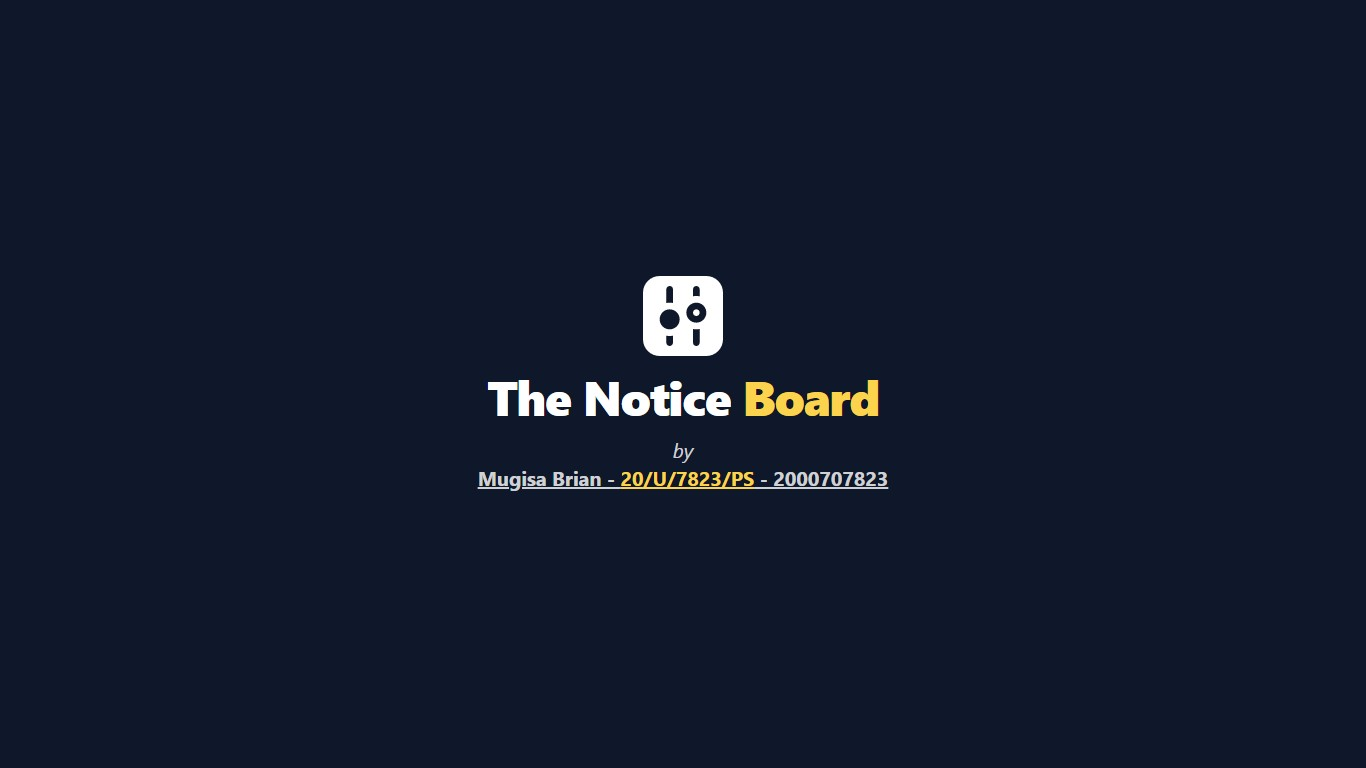 The Notice Board
by
Mugisa Brian - 20/U/7823/PS - 2000707823